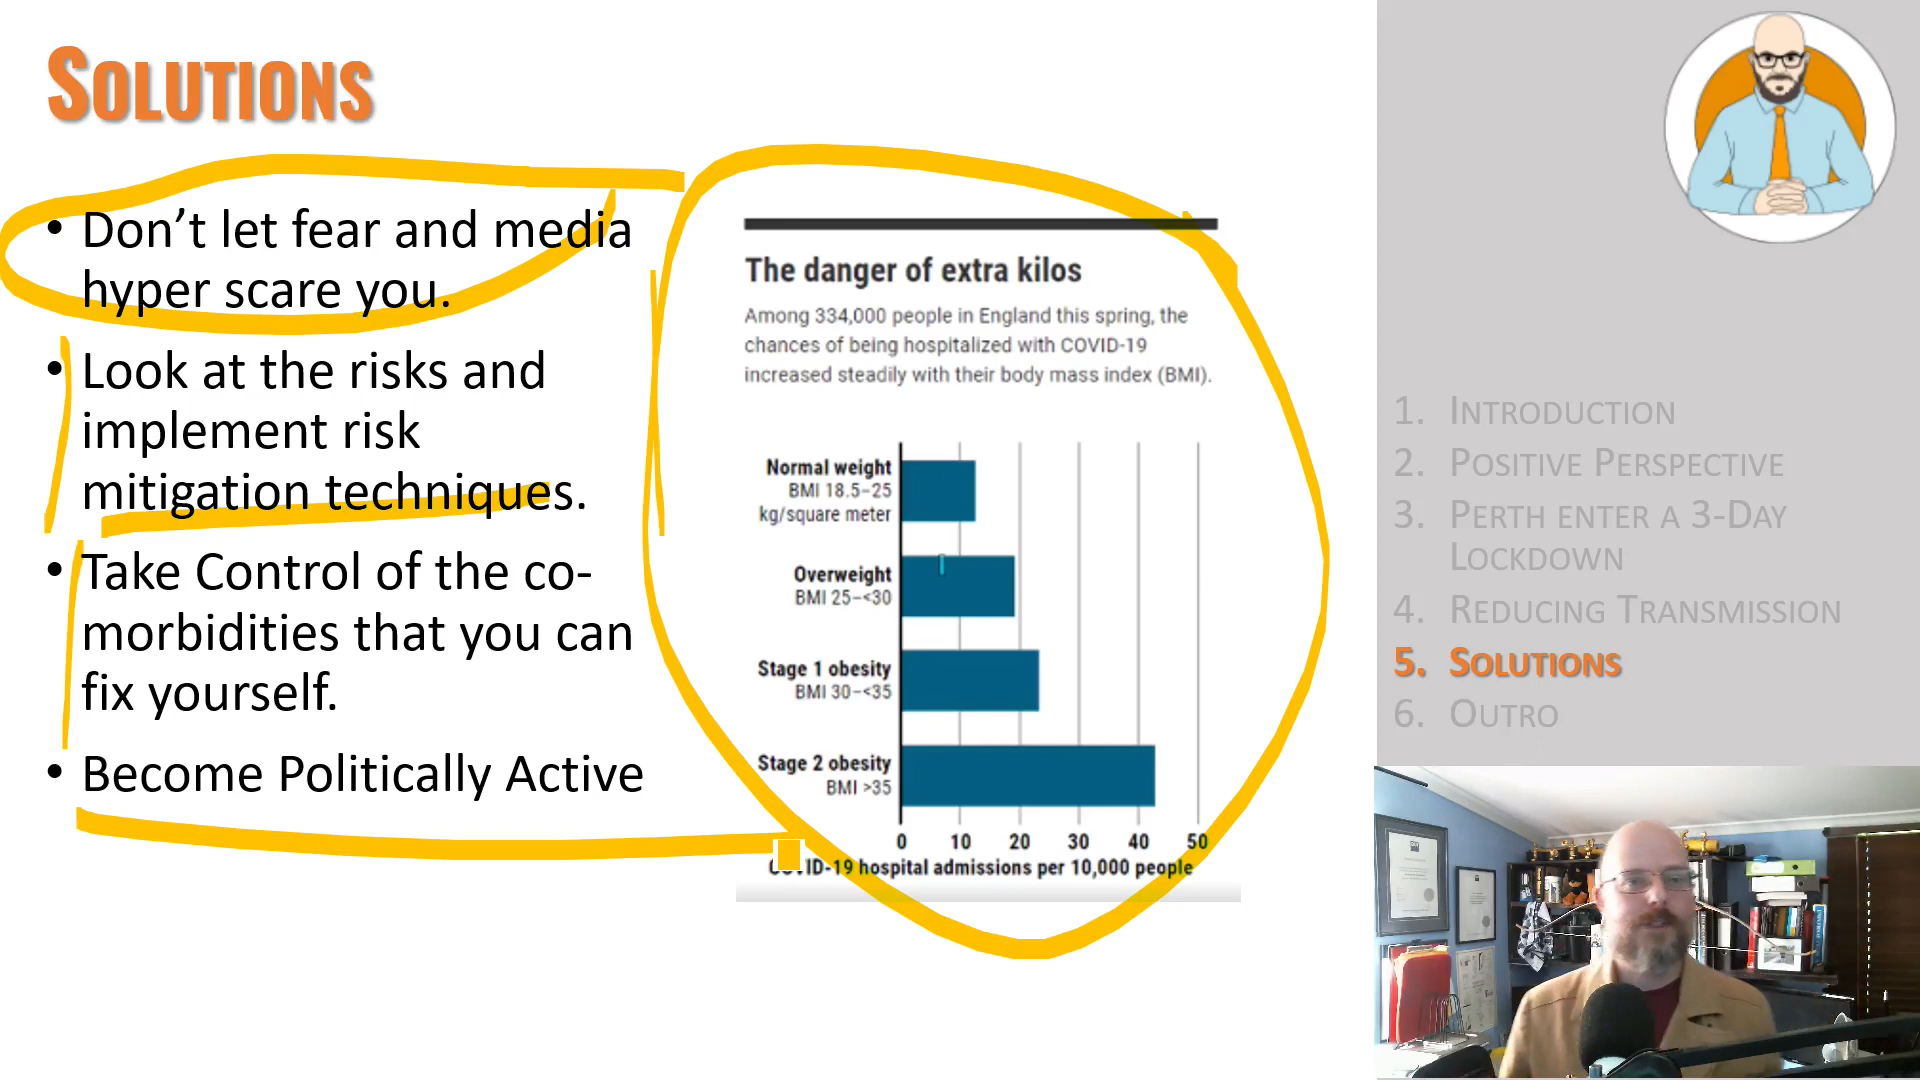 SOLUTIONS
• Don’t let fear and media
hyper scare you.
• Look at the risks and
implement risk
mitigation techniques.
• Take Control of the co-
morbidities that you can
fix yourself.
• Become Politically Active
The danger of extra kilos
Among 334,000 people in England this spring, the
chances of being hospitalized with COVID-19
increased steadily with their body mass index (BMI).
Normal weight
BMI 18.5–25
kg/square meter
Overweight
BMI 25–<30
Stage 1 obesity
BMI 30–<35
Stage 2 obesity
BMI >35
0 10 20 30 40 50
COVID-19 hospital admissions per 10,000 people
1. INTRODUCTION
2. POSITIVE PERSPECTIVE
3. PERTH ENTER A 3-DAY
LOCKDOWN
4. REDUCING TRANSMISSION
5. SOLUTIONS
6. OUTRO